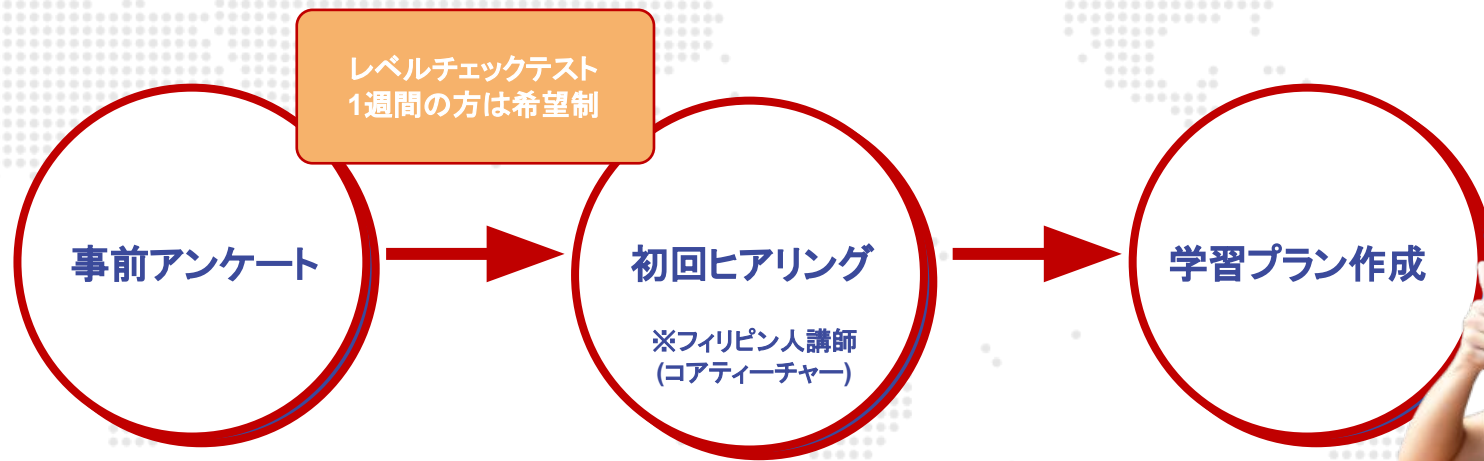 レベルチェックテスト
1週間の方は希望制
事前アンケート
初回ヒアリング
※フィリピン人講師
(コアティーチャー)
学習プラン作成